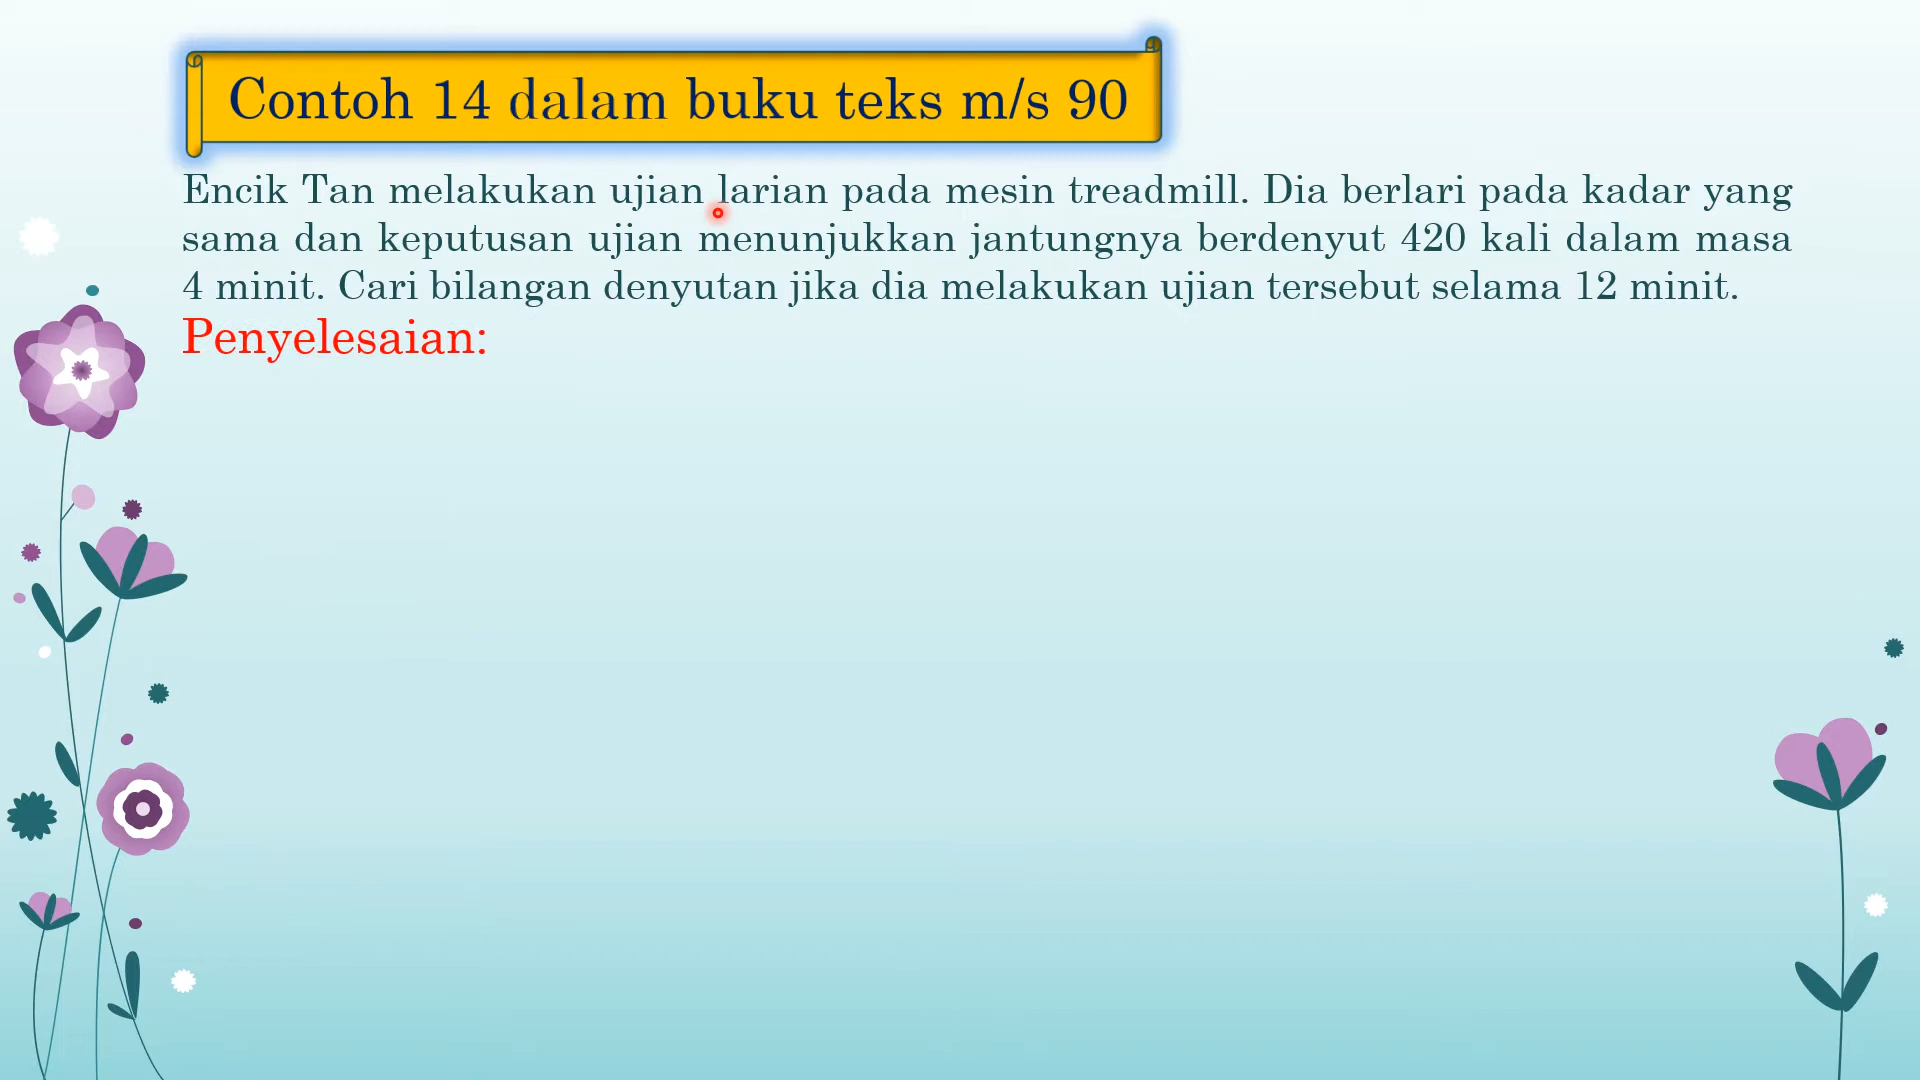 Contoh 14 dalam buku teks m/s 90
Encik Tan melakukan ujian larian pada mesin treadmill. Dia berlari pada kadar yang
sama dan keputusan ujian menunjukkan jantungnya berdenyut 420 kali dalam masa
4 minit. Cari bilangan denyutan jika dia melakukan ujian tersebut selama 12 minit.
Penyelesaian: